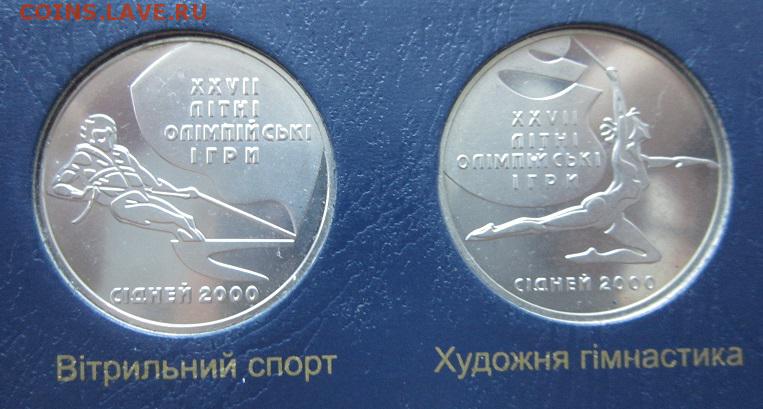 COINS.LAVE.RU
XXVII
ЛІТНІ
ОЛІМПІЙСЬКІ
ІГРИ
СІДНЕЙ 2000
Вітрильний спорт
XXVII
ЛІТНІ
ОЛІМПІЙСЬКІ
ІГРИ
СІДНЕЙ 2000
Художня гімнастика